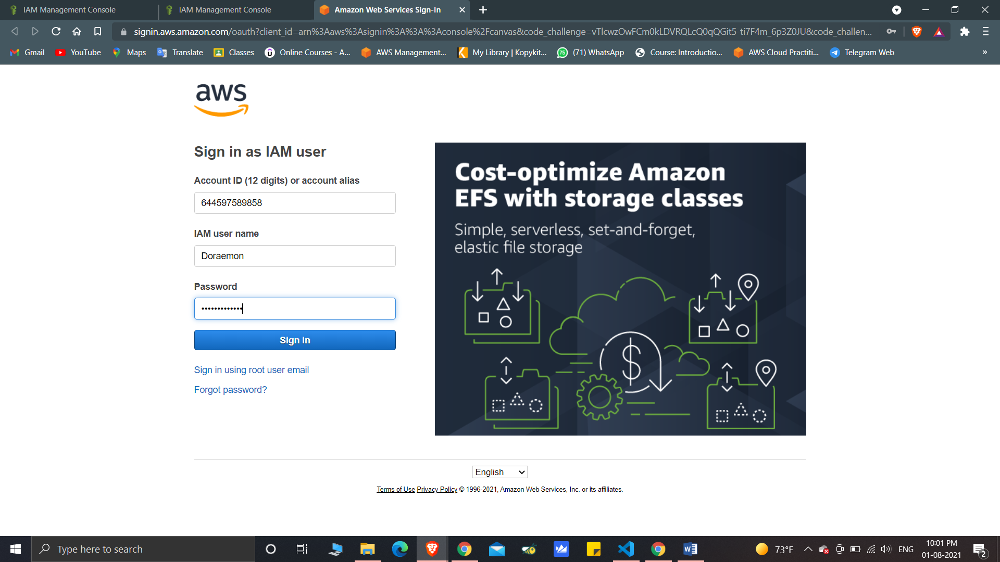 IAM Management Console
IAM Management Console
Amazon Web Services Sign-In
signin.aws.amazon.com/oauth?client_id=arn%3Aaws%3Asignin%3A%3A%3Aconsole%2Fcanvas&code_challenge=vTlcwzOwFCm0kLDVRQLcQ0qQGit5-ti7F4m_6p3Z0JU&code_challen...
Gmail YouTube Maps Translate Classes Online Courses - A... AWS Management... My Library | Kopykit... (71) WhatsApp Course: Introductio... AWS Cloud Practiti... Telegram Web »
aws
Sign in as IAM user
Account ID (12 digits) or account alias
644597589858
IAM user name
Doraemon
Password
•••••••••••••
Sign in
Sign in using root user email
Forgot password?
Cost-optimize Amazon
EFS with storage classes
Simple, serverless, set-and-forget,
elastic file storage
English
Terms of Use Privacy Policy © 1996-2021, Amazon Web Services, Inc. or its affiliates.
Type here to search
73°F
ENG
10:01 PM
01-08-2021
2